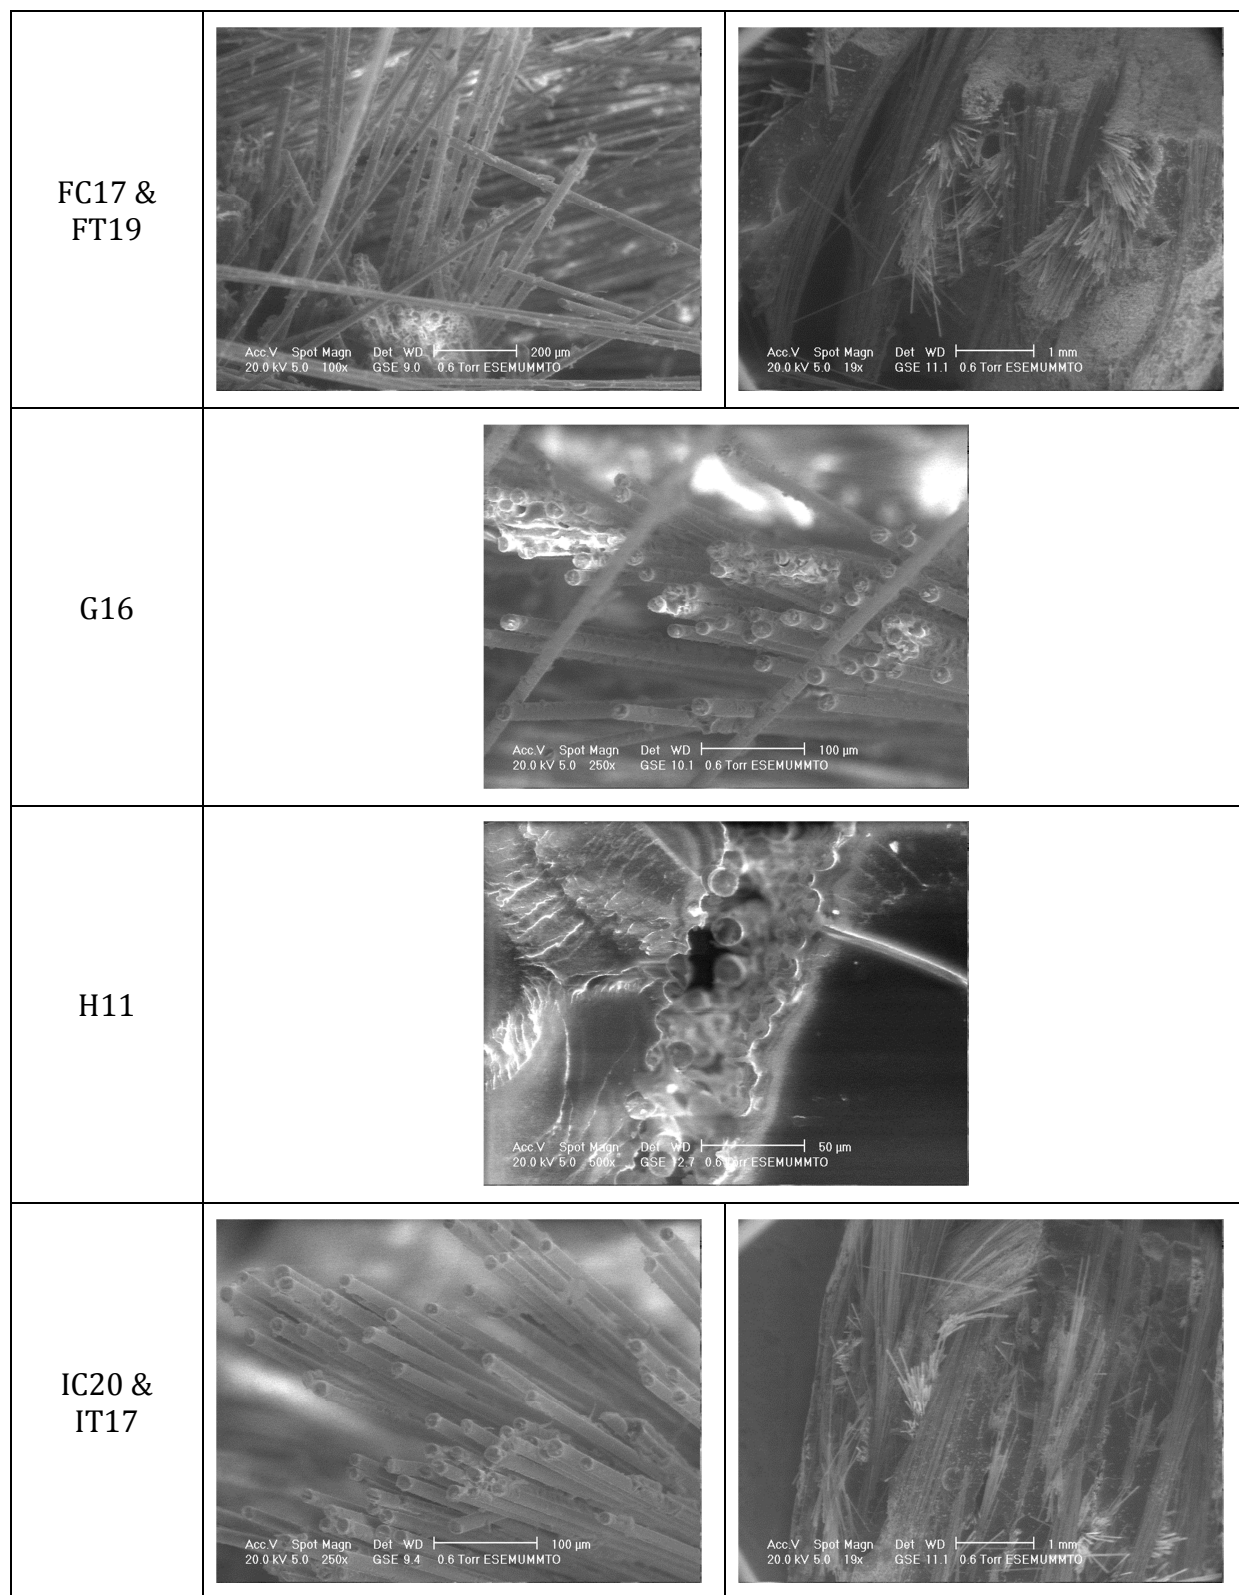 FC17 &
FT19
Acc.V Spot Magn Det WD 200 µm
20.0 kV 5.0 100x GSE 9.0 0.6 Torr ESEMUMMTO
Acc.V Spot Magn Det WD 1 mm
20.0 kV 5.0 19x GSE 11.1 0.6 Torr ESEMUMMTO
G16
Acc.V Spot Magn Det WD 100 µm
20.0 kV 5.0 250x GSE 10.1 0.6 Torr ESEMUMMTO
H11
Acc.V Spot Magn Det WD 50 µm
20.0 kV 5.0 500x GSE 12.7 0.6 Torr ESEMUMMTO
IC20 &
IT17
Acc.V Spot Magn Det WD 100 µm
20.0 kV 5.0 250x GSE 9.4 0.6 Torr ESEMUMMTO
Acc.V Spot Magn Det WD 1 mm
20.0 kV 5.0 19x GSE 11.1 0.6 Torr ESEMUMMTO